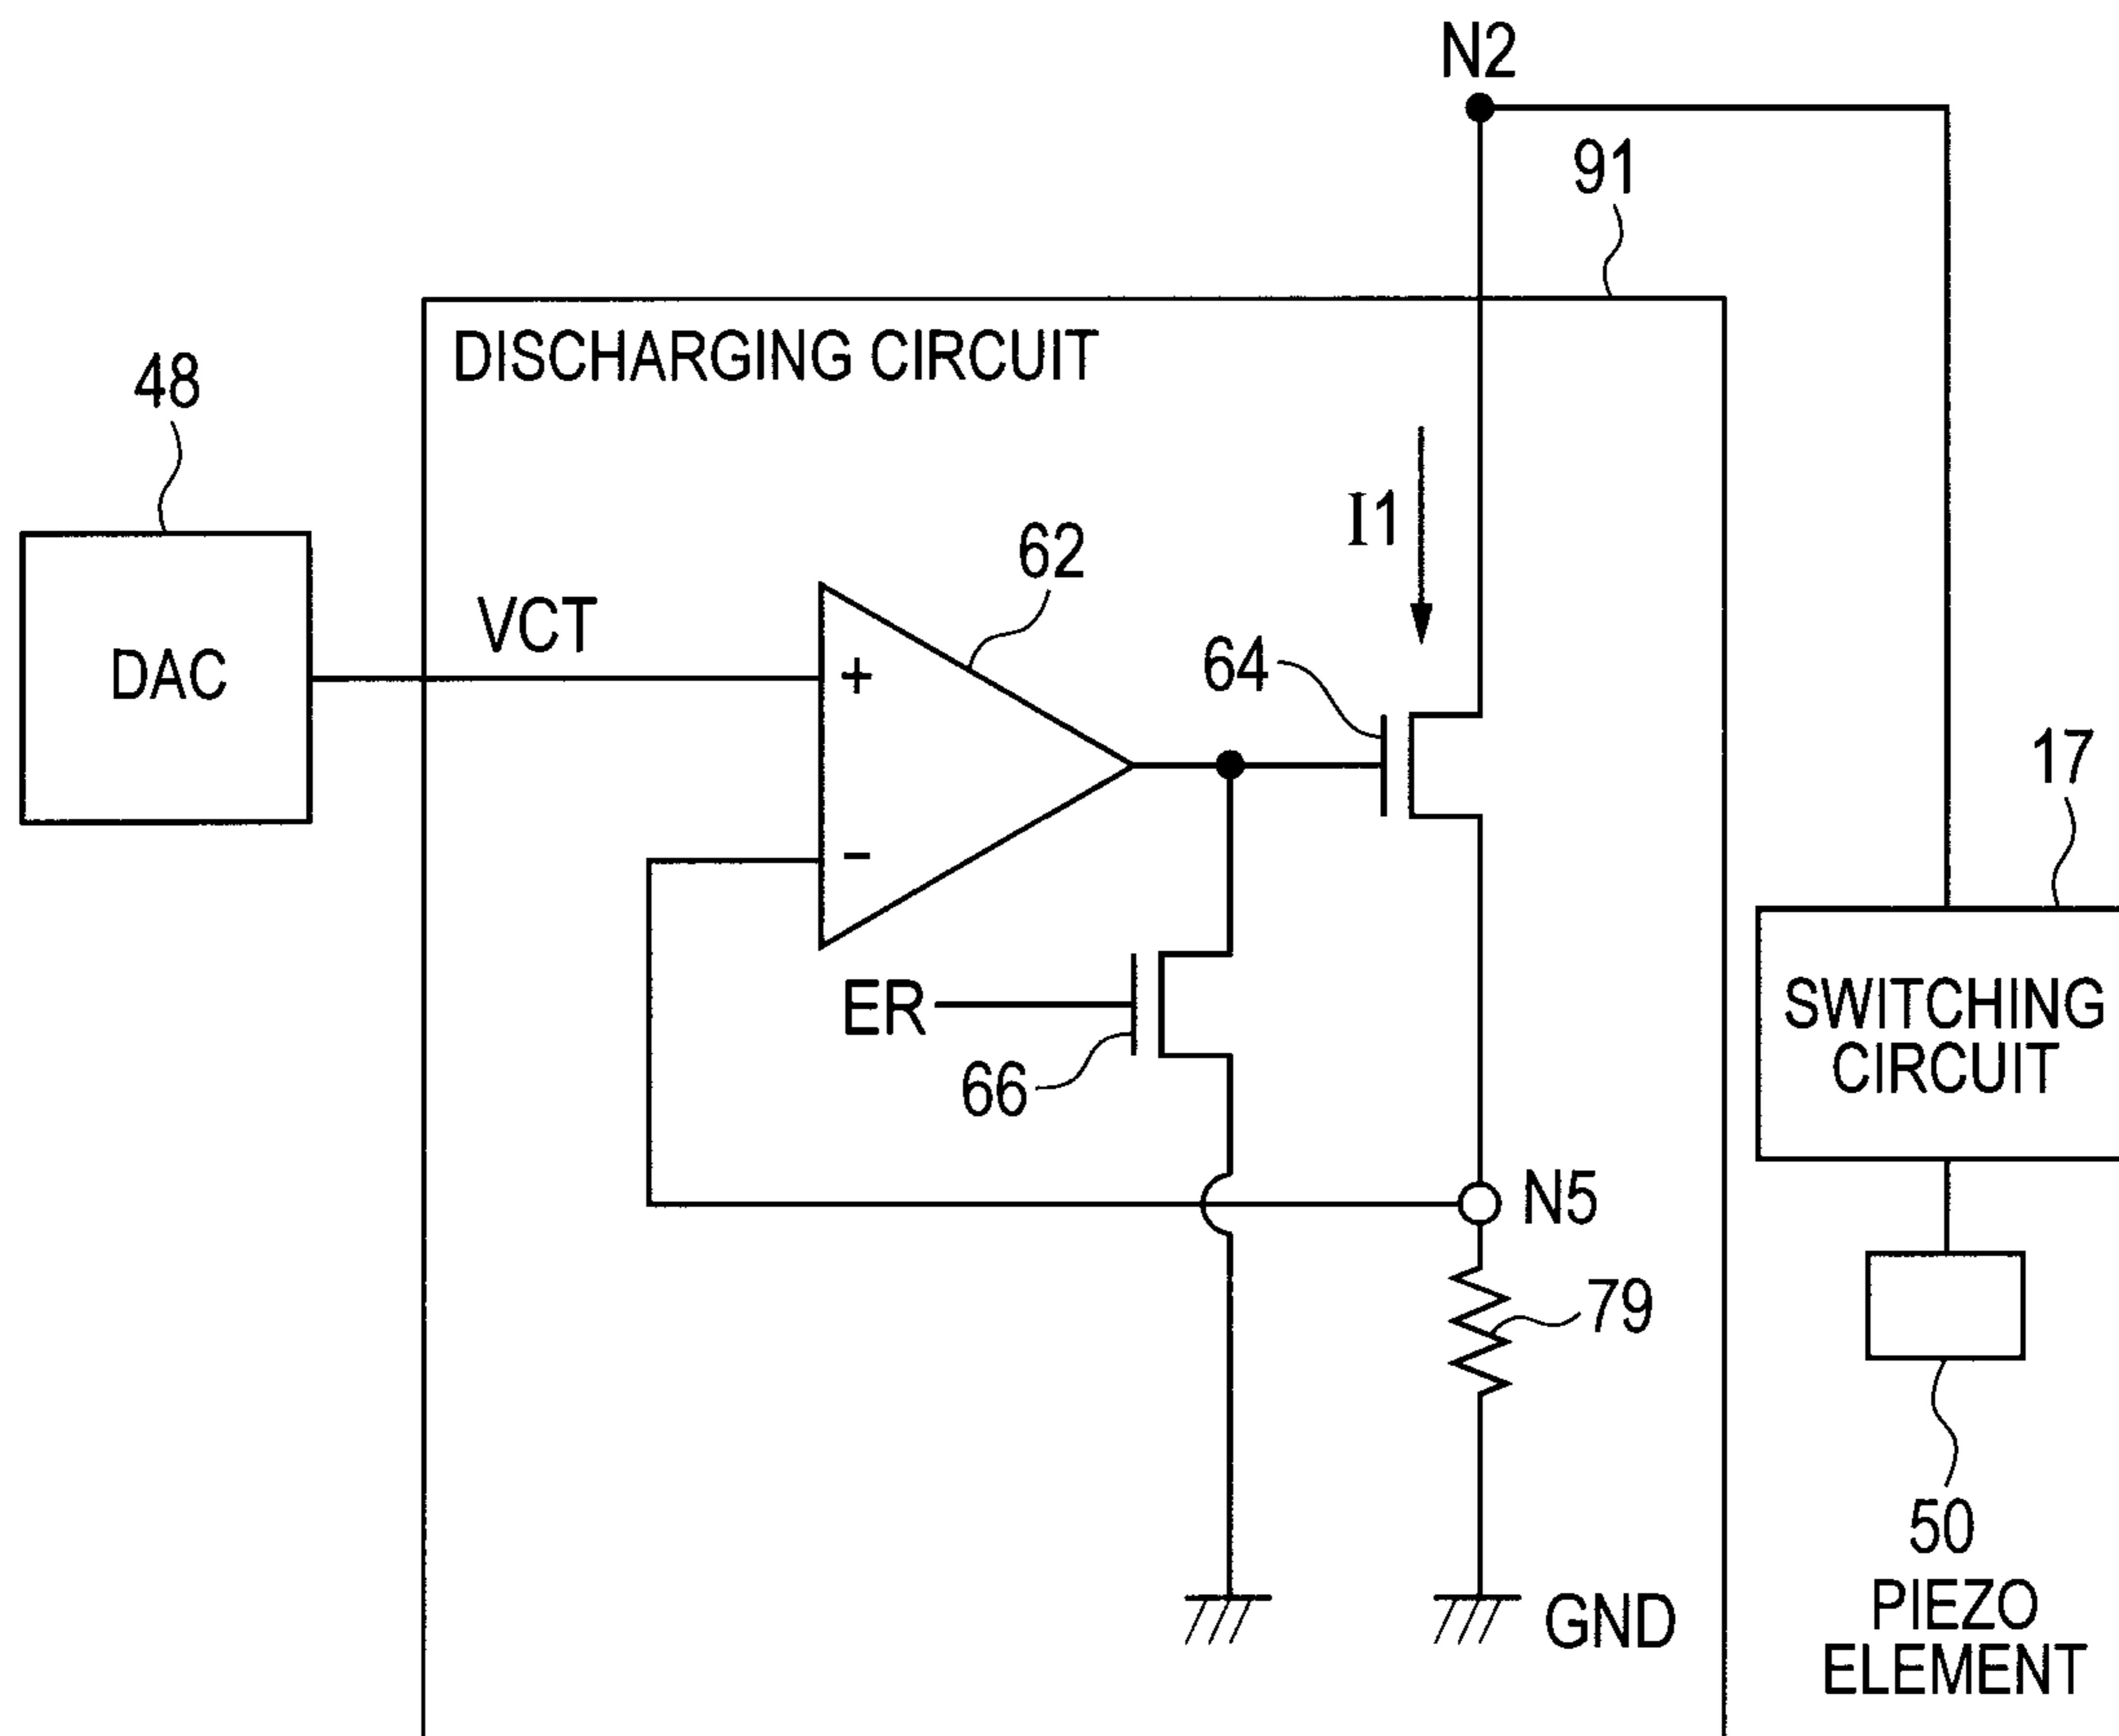 N2
91
DISCHARGING CIRCUIT
48
I1
62
VCT
DAC
+
64
17
−
ER
SWITCHING
CIRCUIT
66
N5
79
50
GND
PIEZO
ELEMENT